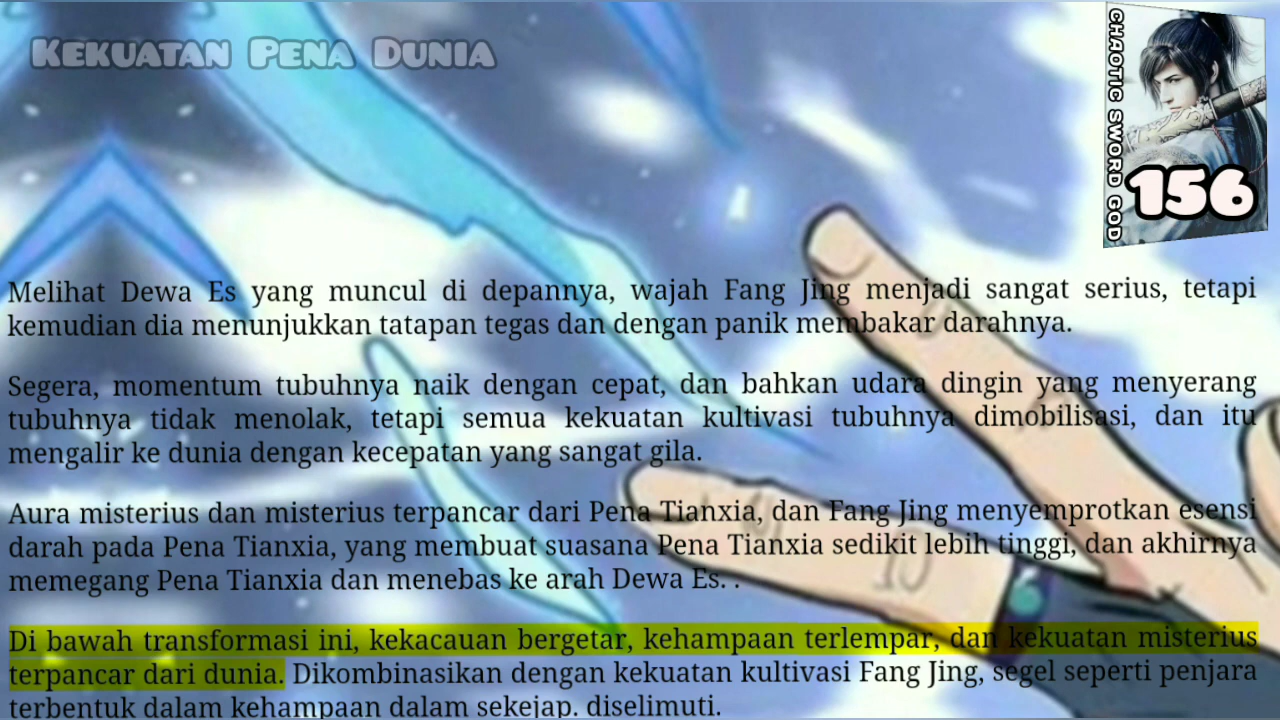 Kekuatan Pena Dunia
CHAOTIC SWORD GOD
156
Melihat Dewa Es yang muncul di depannya, wajah Fang Jing menjadi sangat serius, tetapi
kemudian dia menunjukkan tatapan tegas dan dengan panik membakar darahnya.
Segera, momentum tubuhnya naik dengan cepat, dan bahkan udara dingin yang menyerang
tubuhnya tidak menolak, tetapi semua kekuatan kultivasi tubuhnya dimobilisasi, dan itu
mengalir ke dunia dengan kecepatan yang sangat gila.
Aura misterius dan misterius terpancar dari Pena Tianxia, dan Fang Jing menyemprotkan esensi
darah pada Pena Tianxia, yang membuat suasana Pena Tianxia sedikit lebih tinggi, dan akhirnya
memegang Pena Tianxia dan menebas ke arah Dewa Es. .
Di bawah transformasi ini, kekacauan bergetar, kehampaan terlempar, dan kekuatan misterius
terpancar dari dunia. Dikombinasikan dengan kekuatan kultivasi Fang Jing, segel seperti penjara
terbentuk dalam kehampaan dalam sekejap. diselimuti.